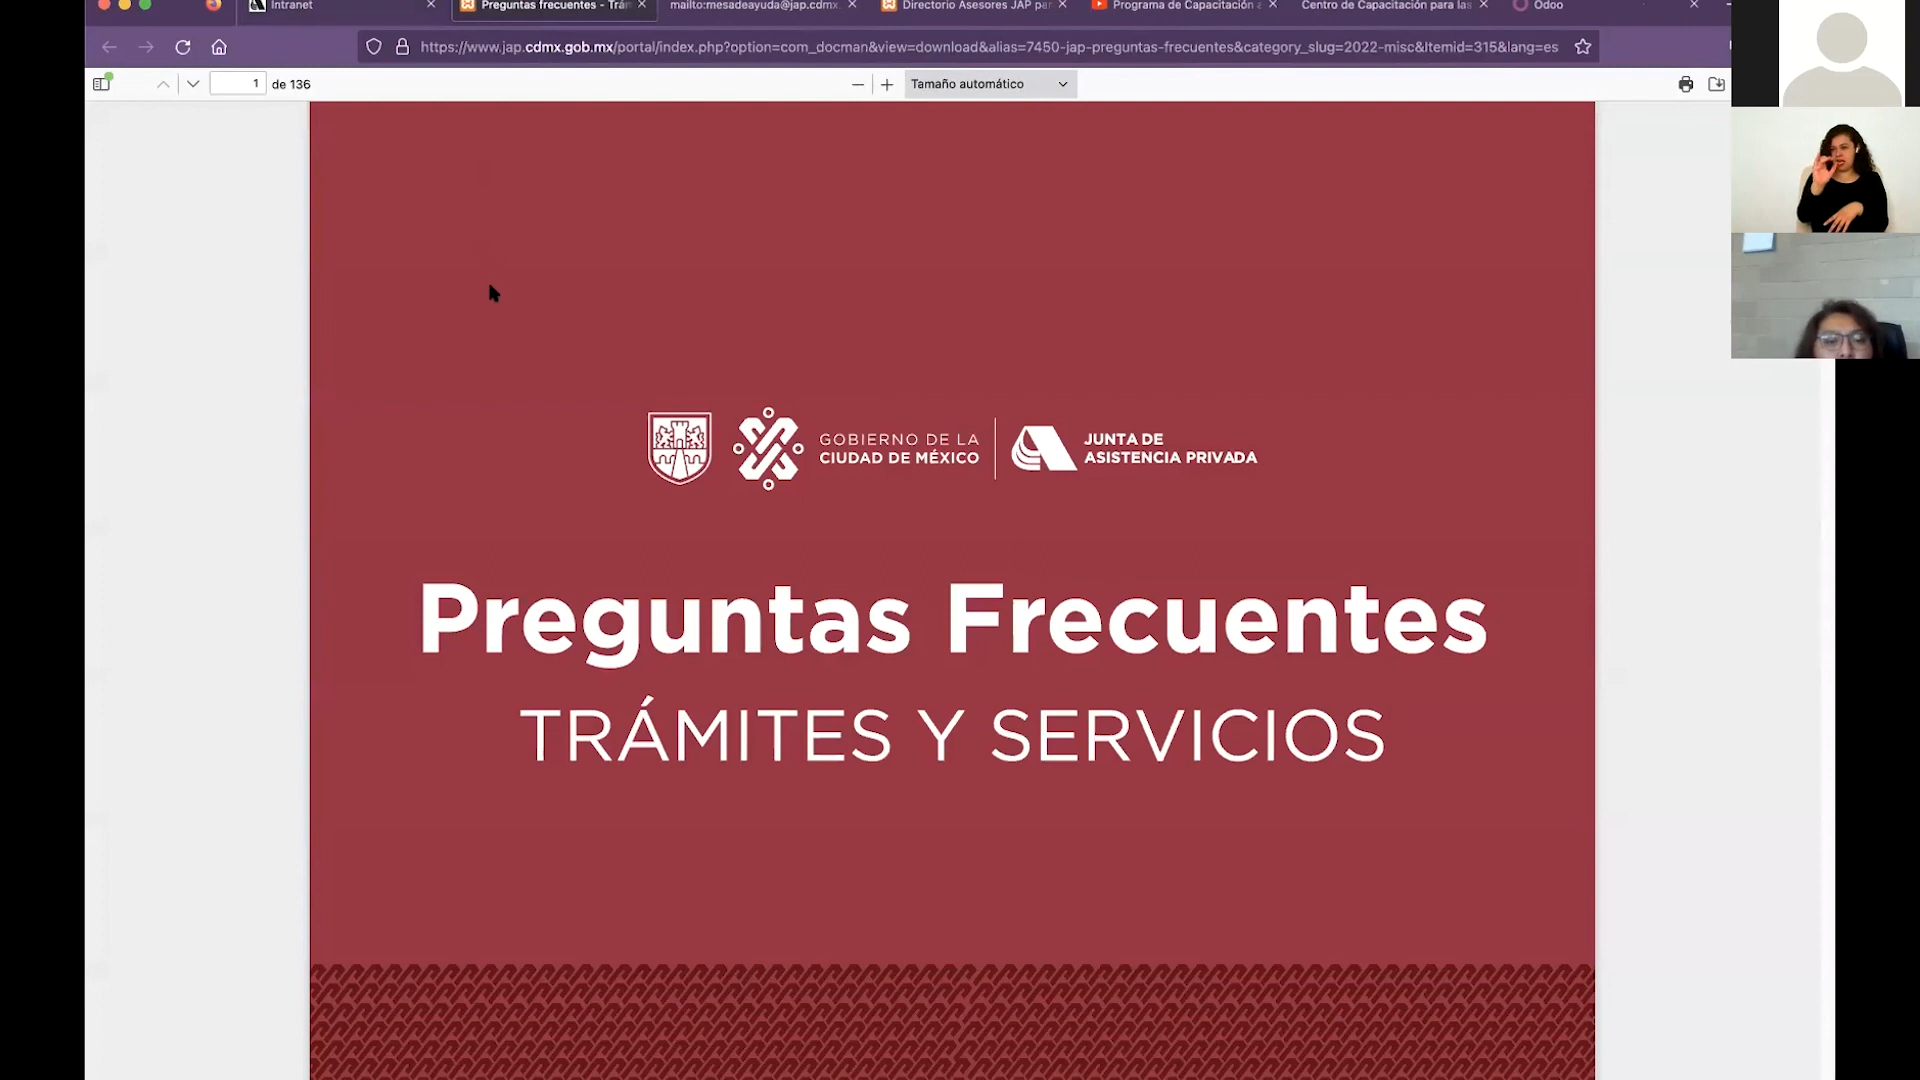 Intranet
Preguntas frecuentes - Trán
mailto:mesadeayuda@jap.cdmx.
Directorio Asesores JAP par
Programa de Capacitación a
Centro de Capacitación para las
Odoo
https://www.jap.cdmx.gob.mx/portal/index.php?option=com_docman&view=download&alias=7450-jap-preguntas-frecuentes&category_slug=2022-misc&Itemid=315&lang=es
1 de 136
Tamaño automático
GOBIERNO DE LA
CIUDAD DE MÉXICO
JUNTA DE
ASISTENCIA PRIVADA
Preguntas Frecuentes
TRÁMITES Y SERVICIOS